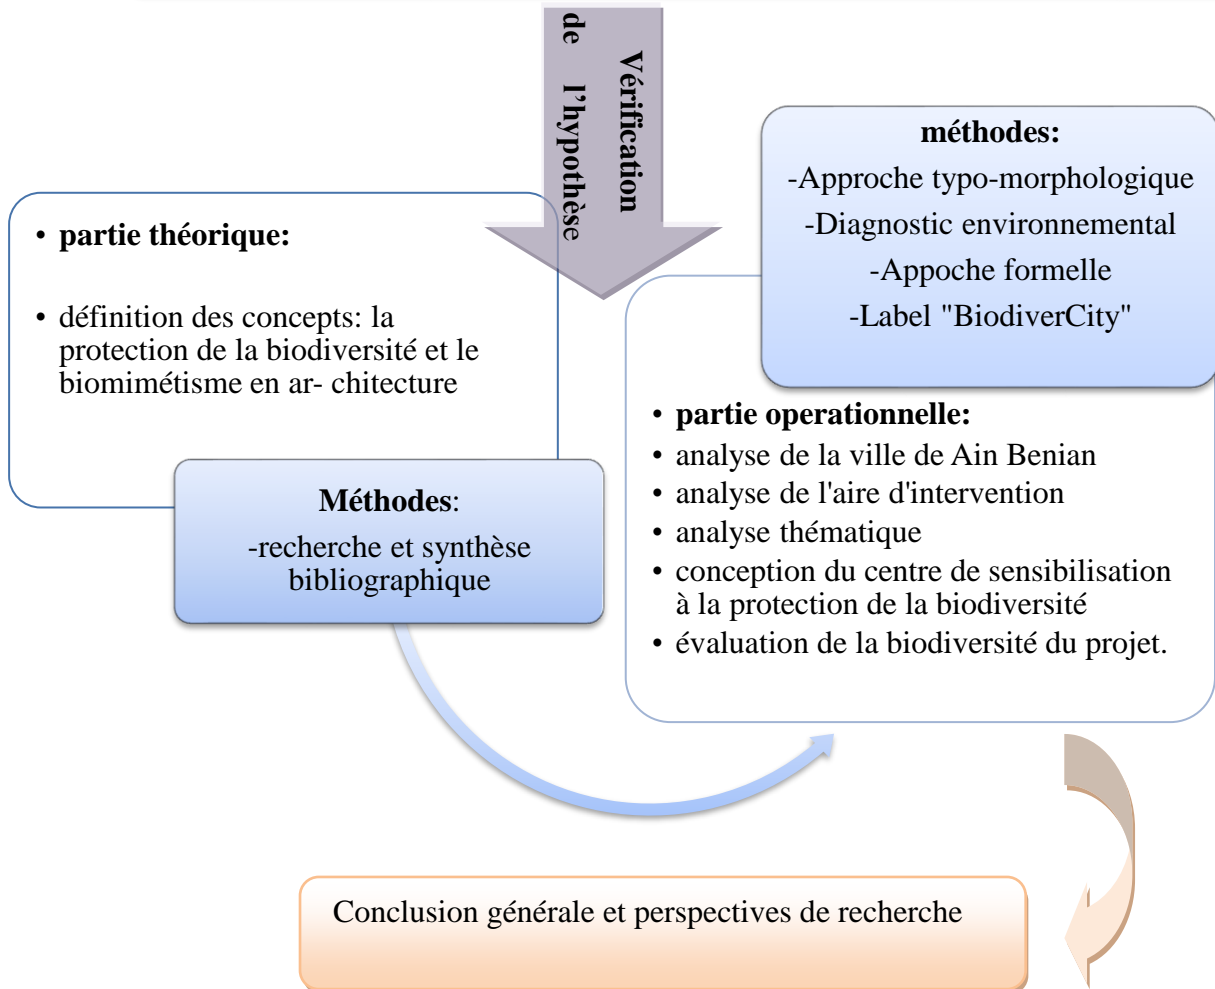 Vérification
de l'hypothèse
• partie théorique:
• définition des concepts: la
protection de la biodiversité et le
biomimétisme en ar- chitecture
Méthodes:
-recherche et synthèse
bibliographique
méthodes:
-Approche typo-morphologique
-Diagnostic environnemental
-Appoche formelle
-Label "BiodiverCity"
• partie operationnelle:
• analyse de la ville de Ain Benian
• analyse de l'aire d'intervention
• analyse thématique
• conception du centre de sensibilisation
à la protection de la biodiversité
• évaluation de la biodiversité du projet.
Conclusion générale et perspectives de recherche